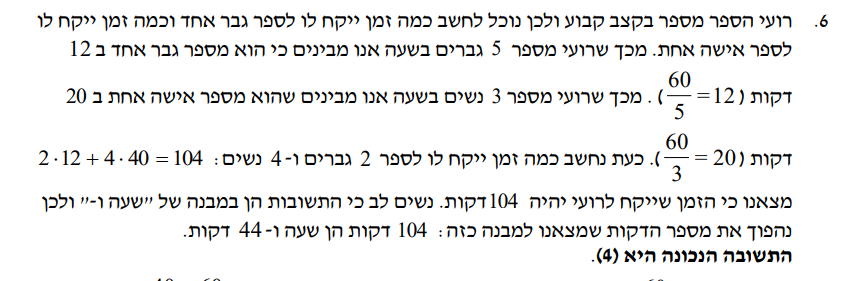 6. רועי הספר מספר בקצב קבוע ולכן נוכל לחשב כמה זמן ייקח לו לספר גבר אחד וכמה זמן ייקח לו
לספר אישה אחת. מכך שרועי מספר 5 גברים בשעה אנו מבינים כי הוא מספר גבר אחד ב 12
דקות (60/5 = 12). מכך שרועי מספר 3 נשים בשעה אנו מבינים שהוא מספר אישה אחת ב 20
דקות (60/3 = 20). כעת נחשב כמה זמן ייקח לו לספר 2 גברים ו- 4 נשים: 2·12 + 4·40 = 104
מצאנו כי הזמן שייקח לרועי יהיה 104 דקות. נשים לב כי התשובות הן במבנה של "שעה ו-" ולכן
נהפוך את מספר הדקות שמצאנו למבנה כזה: 104 דקות הן שעה ו- 44 דקות.
התשובה הנכונה היא (4).